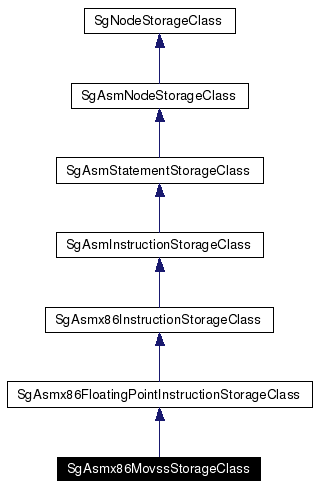 SgNodeStorageClass
SgAsmNodeStorageClass
SgAsmStatementStorageClass
SgAsmInstructionStorageClass
SgAsmx86InstructionStorageClass
SgAsmx86FloatingPointInstructionStorageClass
SgAsmx86MovssStorageClass